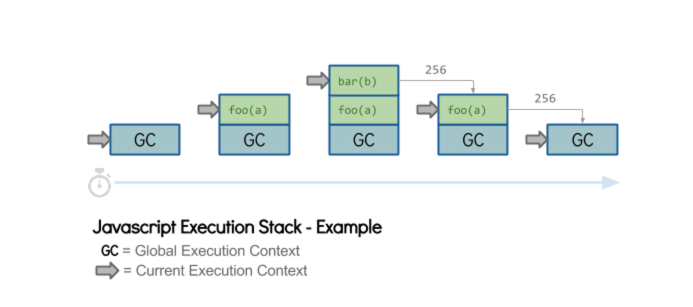 bar(b)
256
foo(a)
foo(a)
foo(a)
256
GC
GC
GC
GC
GC
Javascript Execution Stack - Example
GC = Global Execution Context
= Current Execution Context